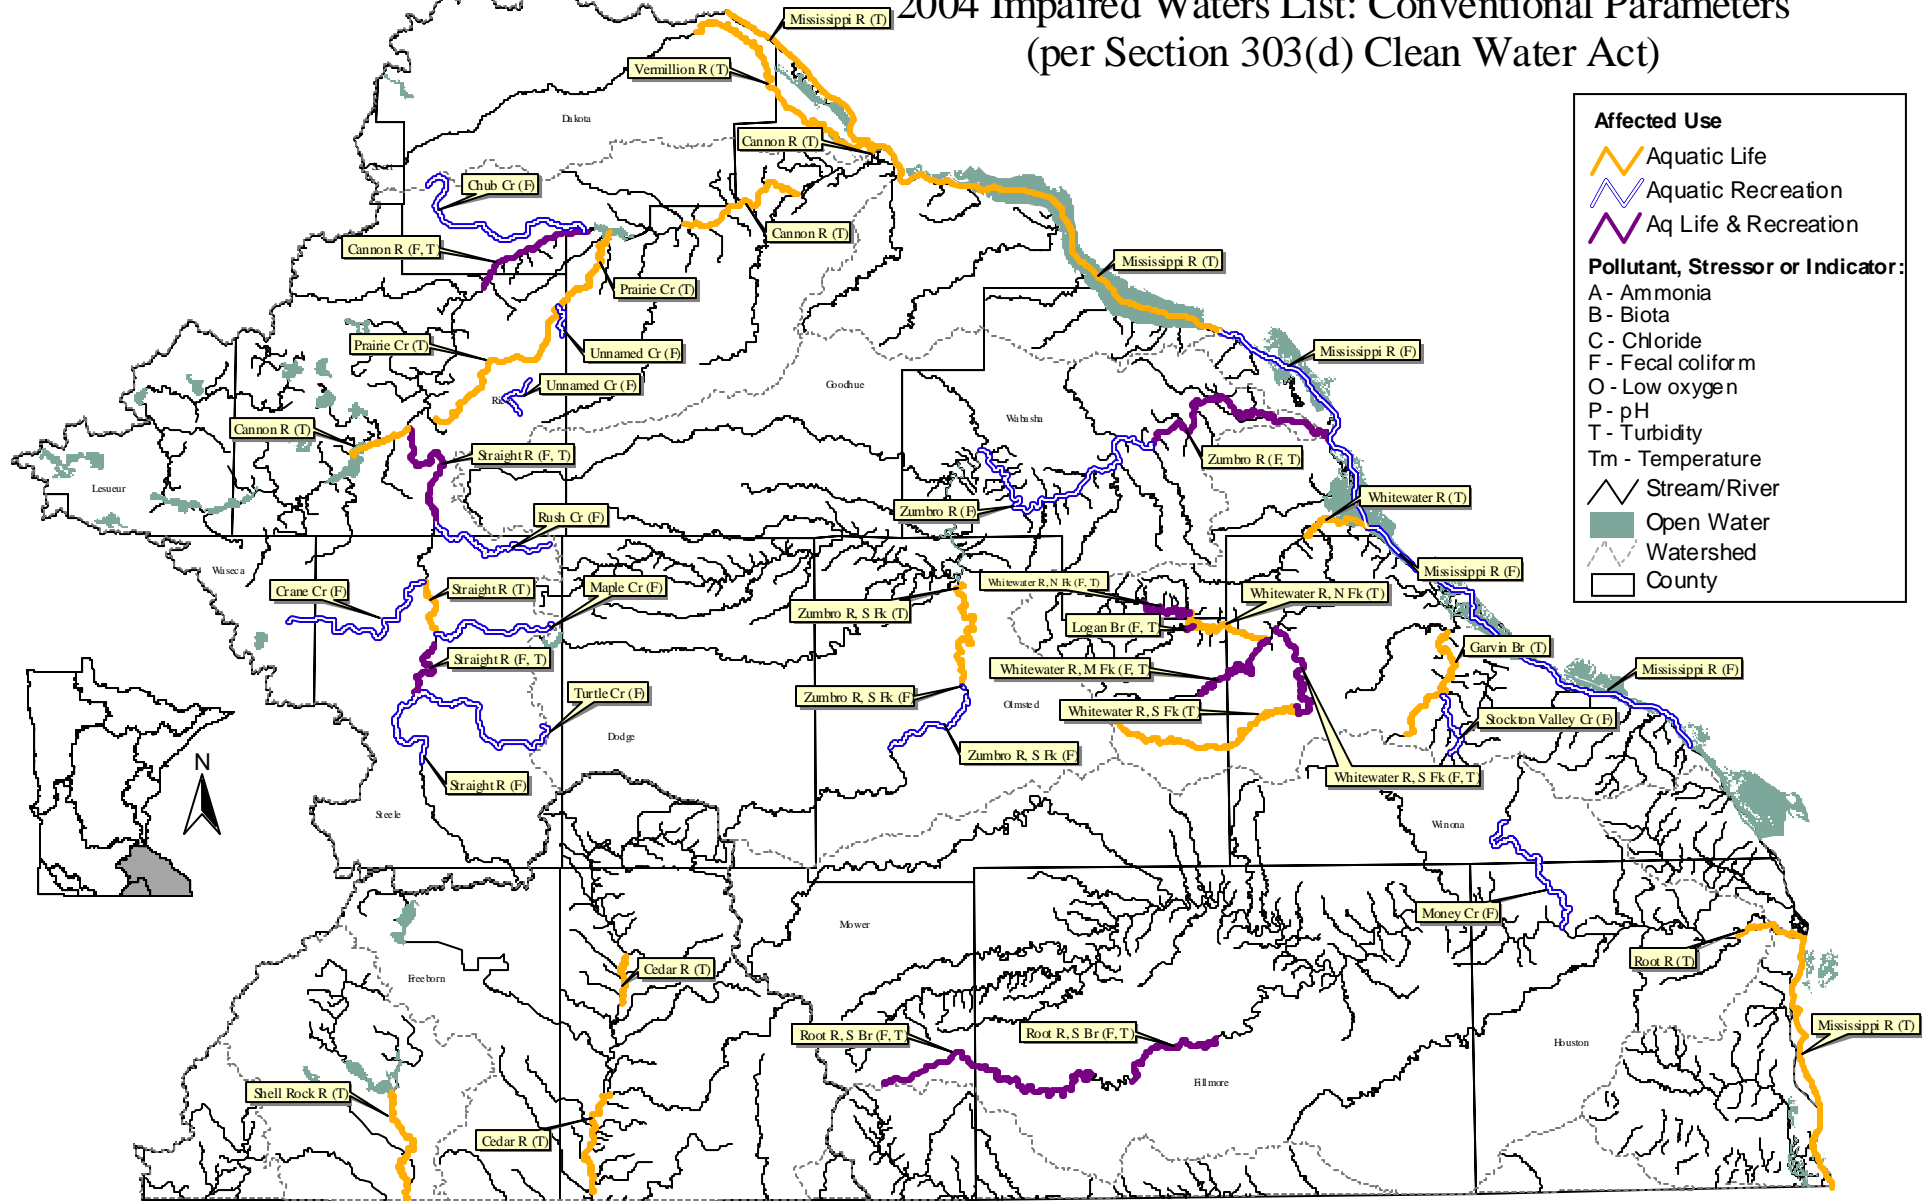 2004 Impaired Waters List: Conventional Parameters
(per Section 303(d) Clean Water Act)
Affected Use
Aquatic Life
Aquatic Recreation
Aq Life & Recreation
Pollutant, Stressor or Indicator:
A - Ammonia
B - Biota
C - Chloride
F - Fecal coliform
O - Low oxygen
P - pH
T - Turbidity
Tm - Temperature
Stream/River
Open Water
Watershed
County
Mississippi R (T)
Vermillion R (T)
Dakota
Cannon R (T)
Chub Cr (F)
Cannon R (T)
Cannon R (F, T)
Mississippi R (T)
Prairie Cr (T)
Prairie Cr (T)
Unnamed Cr (F)
Mississippi R (F)
Unnamed Cr (F)
Goodhue
Wabasha
Cannon R (T)
Straight R (F, T)
Zumbro R (F, T)
Lesueur
Whitewater R (T)
Zumbro R (F)
Rush Cr (F)
Waseca
Mississippi R (F)
Crane Cr (F)
Straight R (T)
Maple Cr (F)
Whitewater R, N Fk (F, T)
Whitewater R, N Fk (T)
Zumbro R, S Fk (T)
Logan Br (F, T)
Garvin Br (T)
Straight R (F, T)
Whitewater R, M Fk (F, T)
Mississippi R (F)
Turtle Cr (F)
Zumbro R, S Fk (F)
Olmsted
Whitewater R, S Fk (T)
Stockton Valley Cr (F)
Dodge
Zumbro R, S Fk (F)
N
Straight R (F)
Whitewater R, S Fk (F, T)
Steele
Winona
Money Cr (F)
Mower
Root R (T)
Cedar R (T)
Freeborn
Root R, S Br (F, T)
Root R, S Br (F, T)
Mississippi R (T)
Houston
Fillmore
Shell Rock R (T)
Cedar R (T)